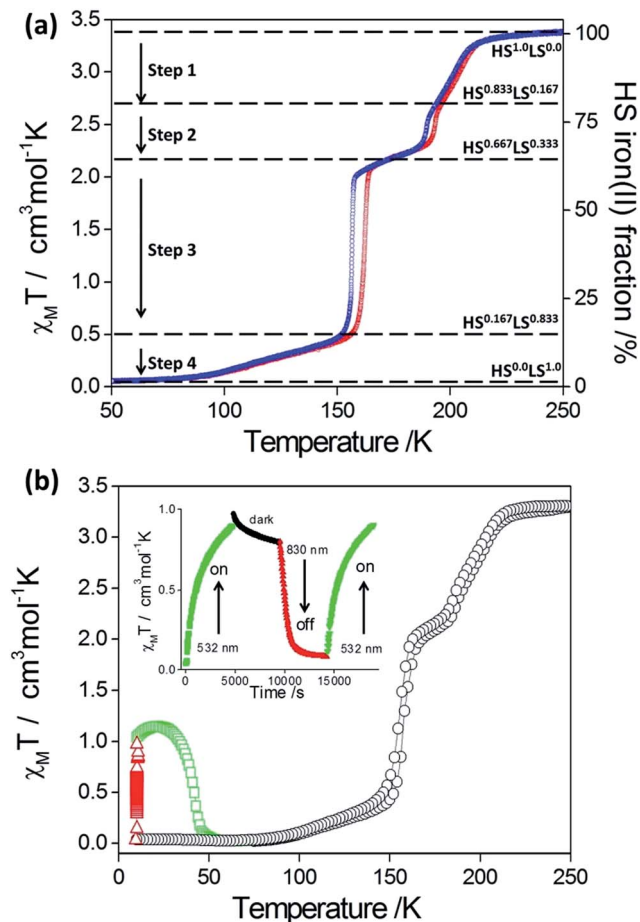 (a)
3.5
3.0
2.5
2.0
1.5
1.0
0.5
0.0
χMT / cm³mol⁻¹K
Step 1
Step 2
Step 3
Step 4
HS¹·⁰LS⁰·⁰
HS⁰·⁸³³LS⁰·¹⁶⁷
HS⁰·⁶⁶⁷LS⁰·³³³
HS⁰·¹⁶⁷LS⁰·⁸³³
HS⁰·⁰LS¹·⁰
100
75
50
25
0
HS iron(II) fraction /%
50 100 150 200 250
Temperature /K
(b)
3.5
3.0
2.5
2.0
1.5
1.0
0.5
0.0
χMT / cm³mol⁻¹K
1.0
0.5
0.0
χMT / cm³mol⁻¹K
dark
on
532 nm
830 nm
off
on
532 nm
0 5000 10000 15000
Time /s
0 50 100 150 200 250
Temperature /K